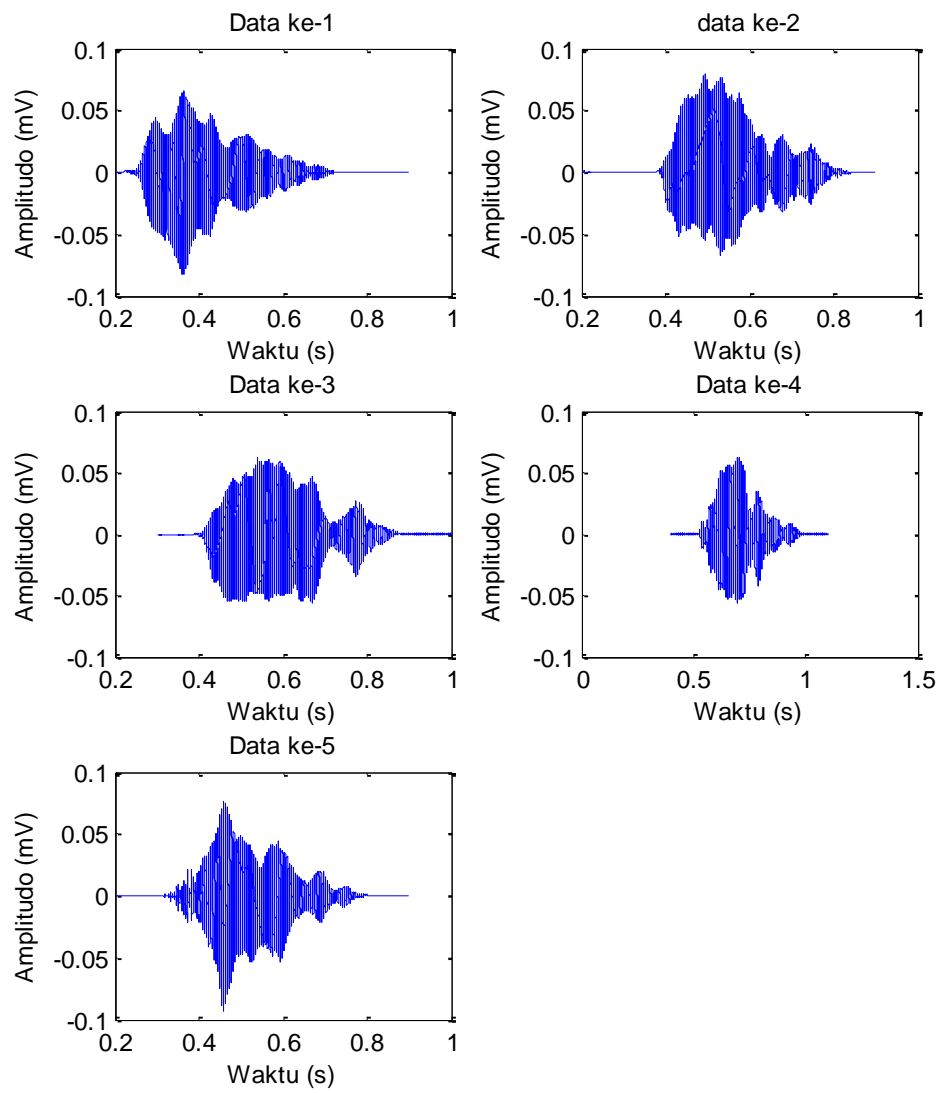 Data ke-1
0.1
0.05
0
-0.05
-0.1
Amplitudo (mV)
0.2 0.4 0.6 0.8 1
Waktu (s)
data ke-2
0.1
0.05
0
-0.05
-0.1
Amplitudo (mV)
0.2 0.4 0.6 0.8 1
Waktu (s)
Data ke-3
0.1
0.05
0
-0.05
-0.1
Amplitudo (mV)
0.2 0.4 0.6 0.8 1
Waktu (s)
Data ke-4
0.1
0.05
0
-0.05
-0.1
Amplitudo (mV)
0 0.5 1 1.5
Waktu (s)
Data ke-5
0.1
0.05
0
-0.05
-0.1
Amplitudo (mV)
0.2 0.4 0.6 0.8 1
Waktu (s)